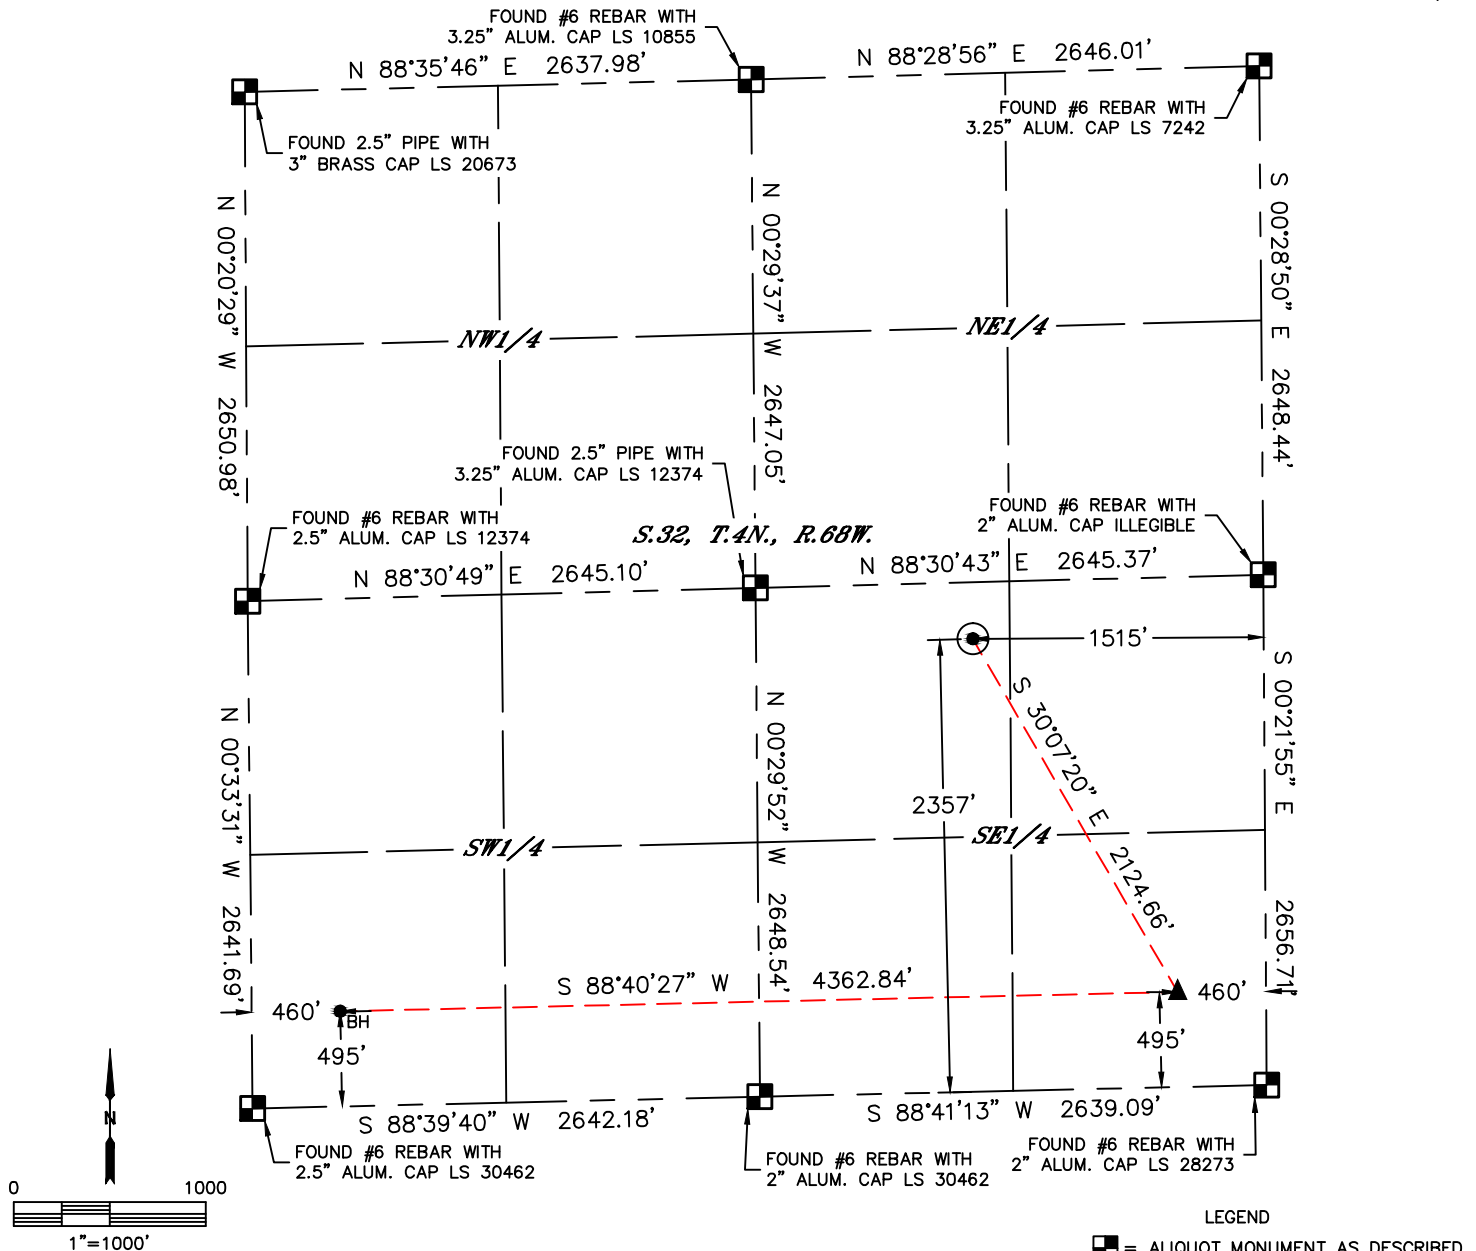 FOUND #6 REBAR WITH
3.25" ALUM. CAP LS 10855
N 88°35'46" E 2637.98'
N 88°28'56" E 2646.01'
FOUND #6 REBAR WITH
3.25" ALUM. CAP LS 7242
FOUND 2.5" PIPE WITH
3" BRASS CAP LS 20673
N 00°20'29" W 2650.98'
N 00°29'37" W 2647.05'
S 00°28'50" E 2648.44'
NW1/4
NE1/4
FOUND 2.5" PIPE WITH
3.25" ALUM. CAP LS 12374
FOUND #6 REBAR WITH
2.5" ALUM. CAP LS 12374
FOUND #6 REBAR WITH
2" ALUM. CAP ILLEGIBLE
S.32, T.4N., R.68W.
N 88°30'49" E 2645.10'
N 88°30'43" E 2645.37'
1515'
S 30°07'20" E 2124.66'
N 00°33'31" W 2641.69'
N 00°29'52" W 2648.54'
S 00°21'55" E 2656.71'
2357'
SW1/4
SE1/4
S 88°40'27" W 4362.84'
460'
BH
460'
495'
495'
S 88°39'40" W 2642.18'
S 88°41'13" W 2639.09'
FOUND #6 REBAR WITH
2.5" ALUM. CAP LS 30462
FOUND #6 REBAR WITH
2" ALUM. CAP LS 30462
FOUND #6 REBAR WITH
2" ALUM. CAP LS 28273
N
0 1000
1"=1000'
LEGEND
= ALIQUOT MONUMENT AS DESCRIBED